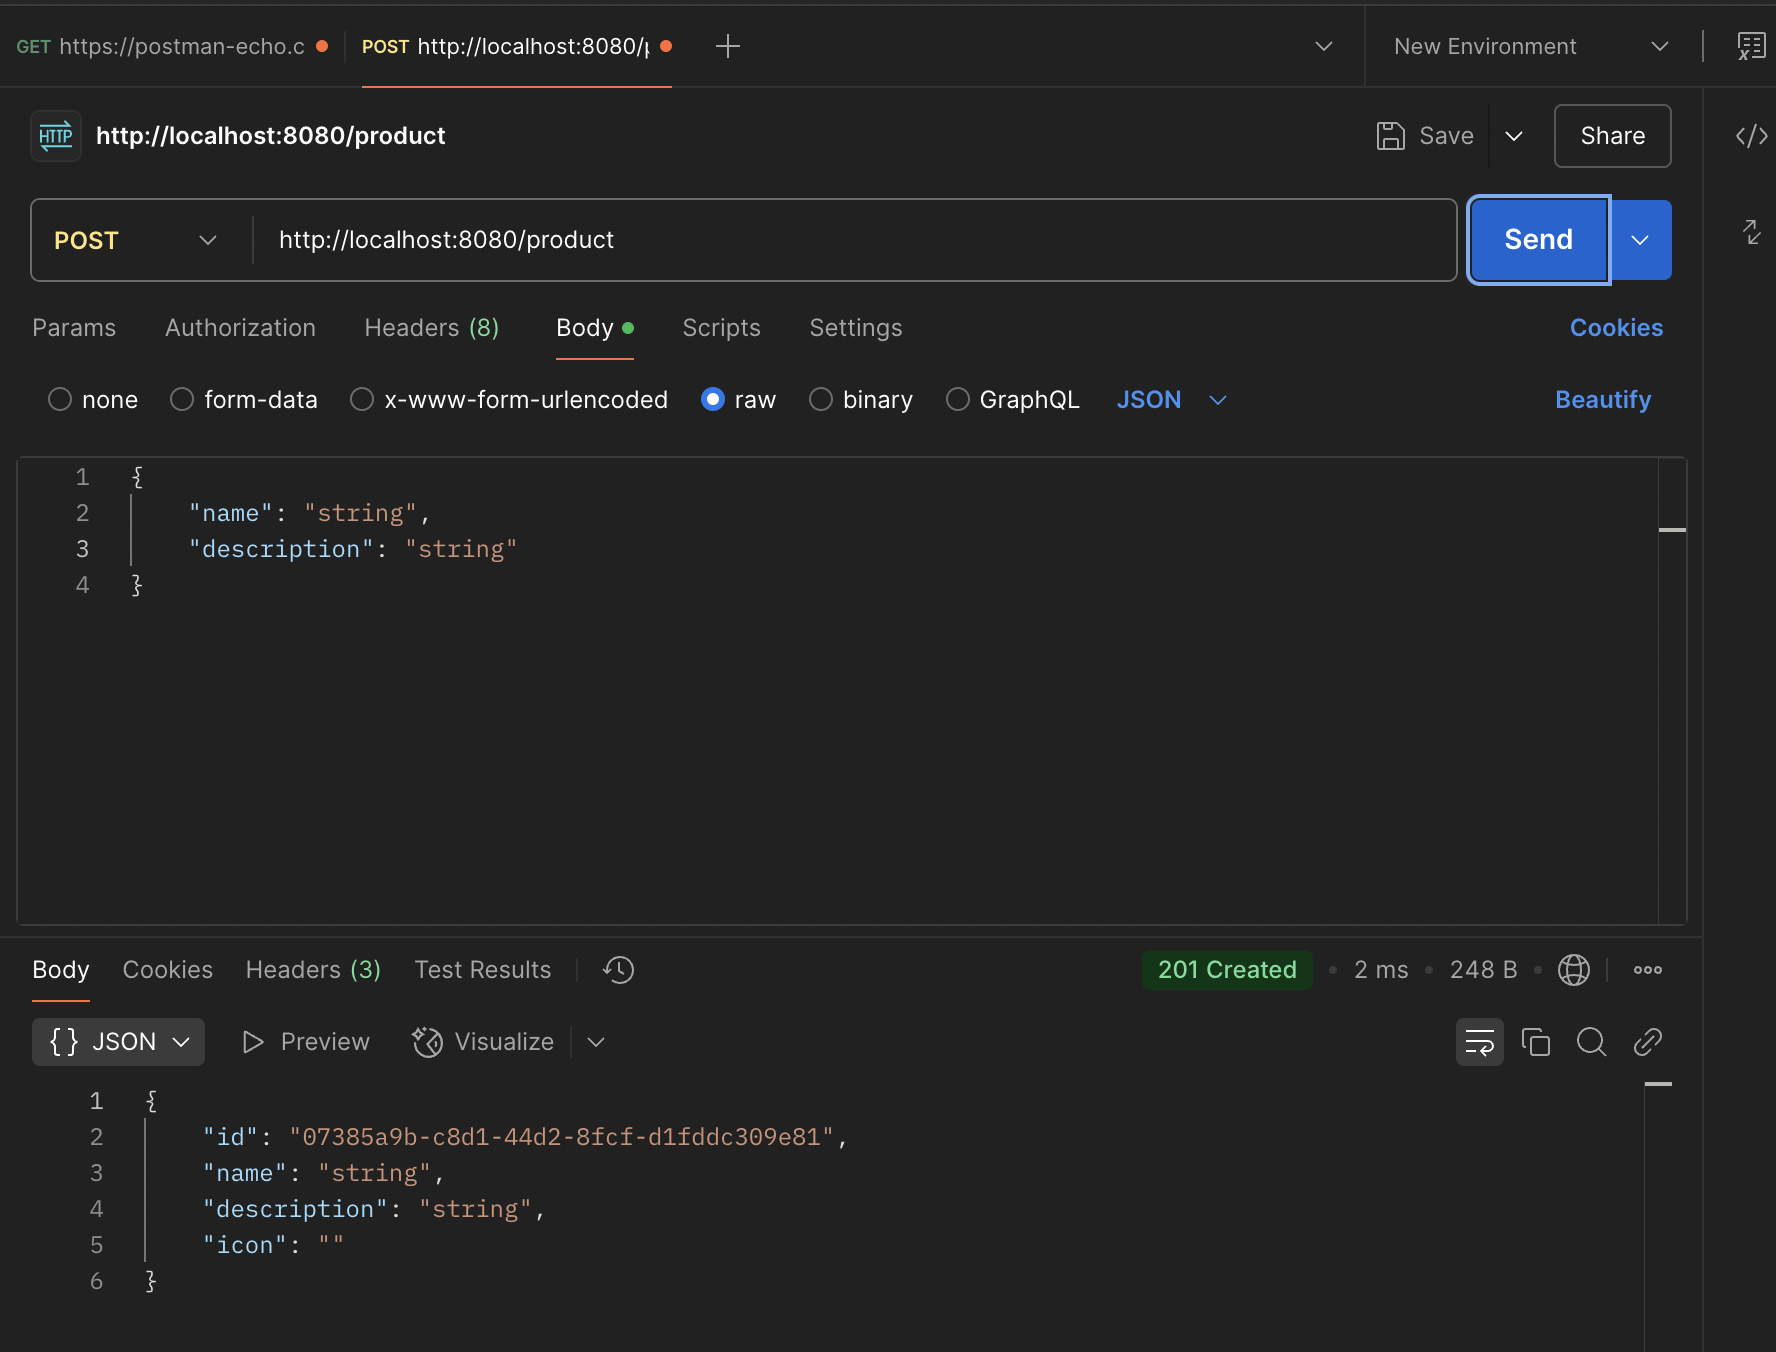 GET https://postman-echo.c POST http://localhost:8080/p New Environment
HTTP http://localhost:8080/product Save Share
POST http://localhost:8080/product Send
Params Authorization Headers (8) Body Scripts Settings Cookies
none form-data x-www-form-urlencoded raw binary GraphQL JSON Beautify
1 {
2 "name": "string",
3 "description": "string"
4 }
Body Cookies Headers (3) Test Results 201 Created • 2 ms • 248 B •
{} JSON Preview Visualize
1 {
2 "id": "07385a9b-c8d1-44d2-8fcf-d1fddc309e81",
3 "name": "string",
4 "description": "string",
5 "icon": ""
6 }